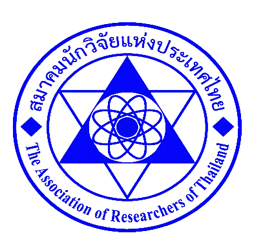 สมาคมนักวิจัยแห่งประเทศไทย
The Association of Researchers of Thailand